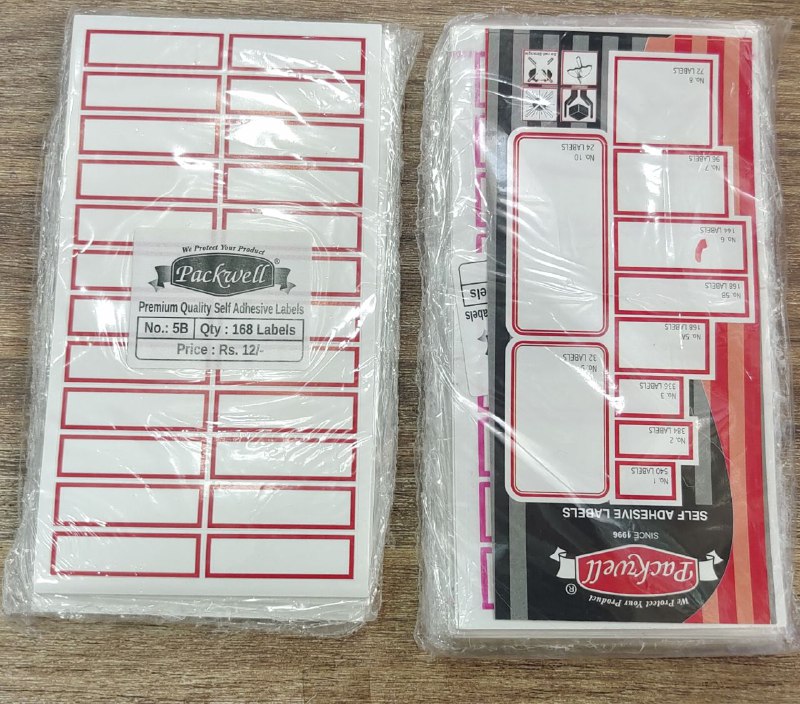 We Protect Your Product
Packwell®
Premium Quality Self Adhesive Labels
No.: 5B Qty : 168 Labels
Price : Rs. 12/-
We Protect Your Product
Packwell®
SINCE 1996
SELF ADHESIVE LABELS
No. 1
540 LABELS
No. 2
384 LABELS
No. 3
336 LABELS
No. 5A
168 LABELS
No. 5B
168 LABELS
No. 6
144 LABELS
No. 7
96 LABELS
No. 8
72 LABELS
32 LABELS
No. 10
24 LABELS
abels
els